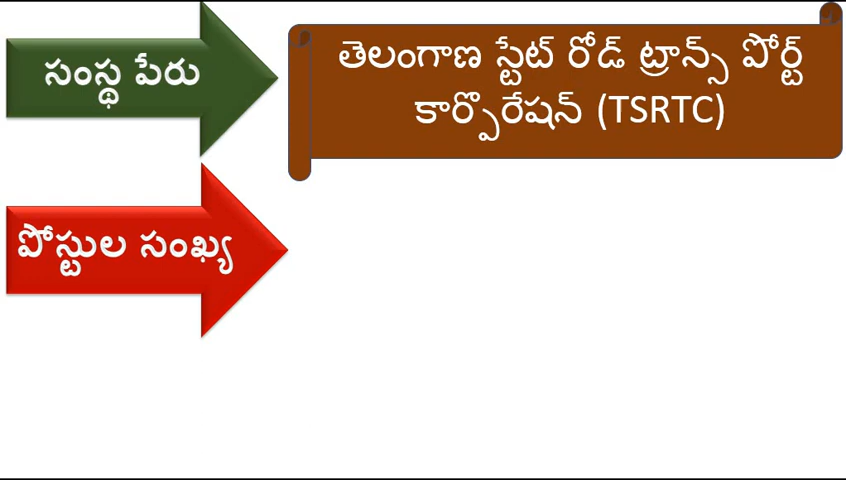 సంస్థ పేరు
తెలంగాణ స్టేట్ రోడ్ ట్రాన్స్ పోర్ట్
కార్పొరేషన్ (TSRTC)
పోస్టుల సంఖ్య